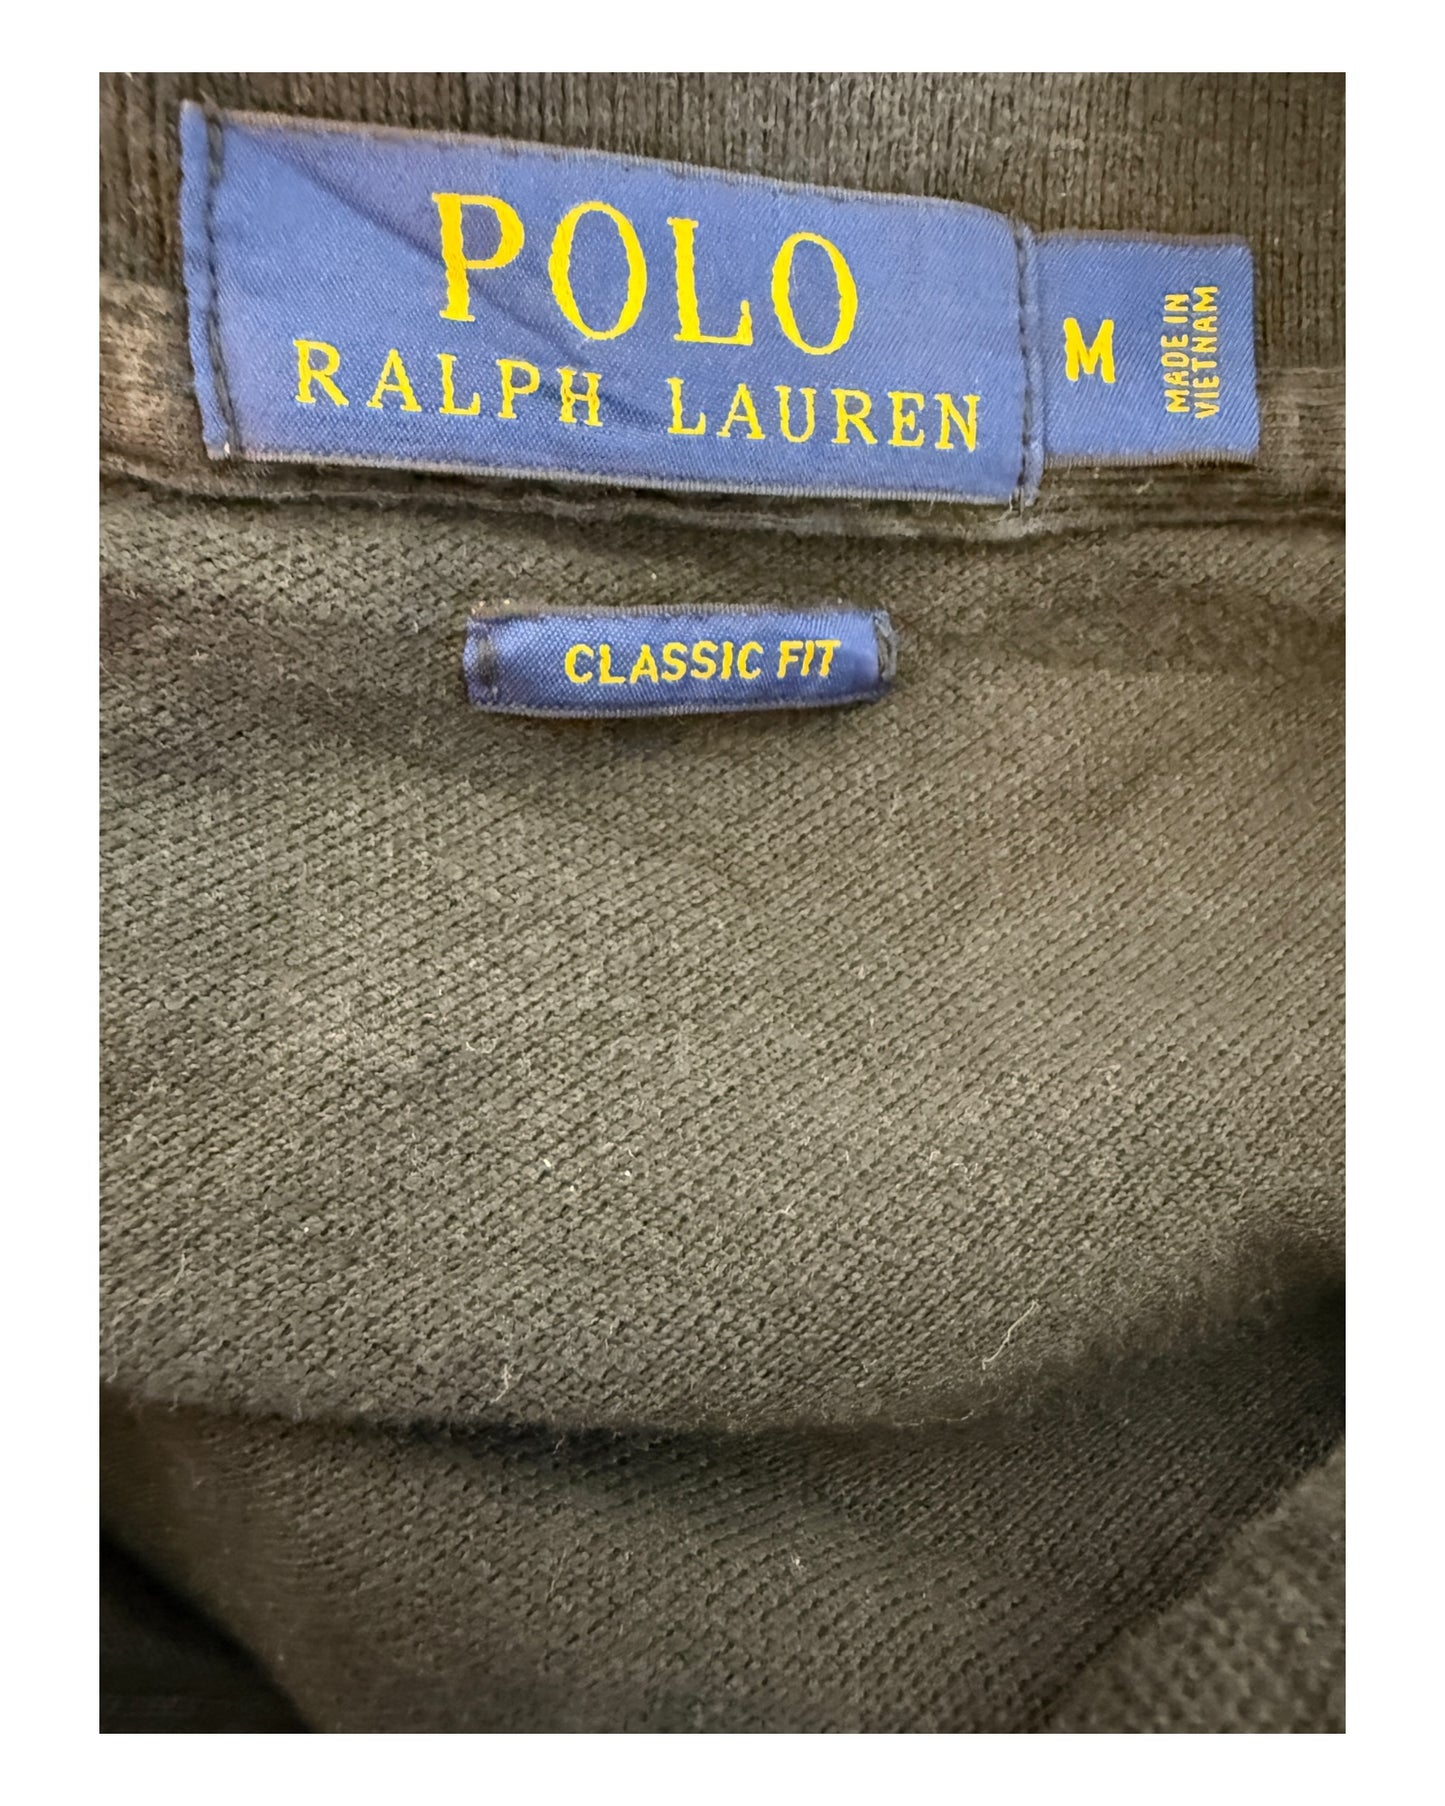 POLO
RALPH LAUREN
M
MADE IN
VIETNAM
CLASSIC FIT